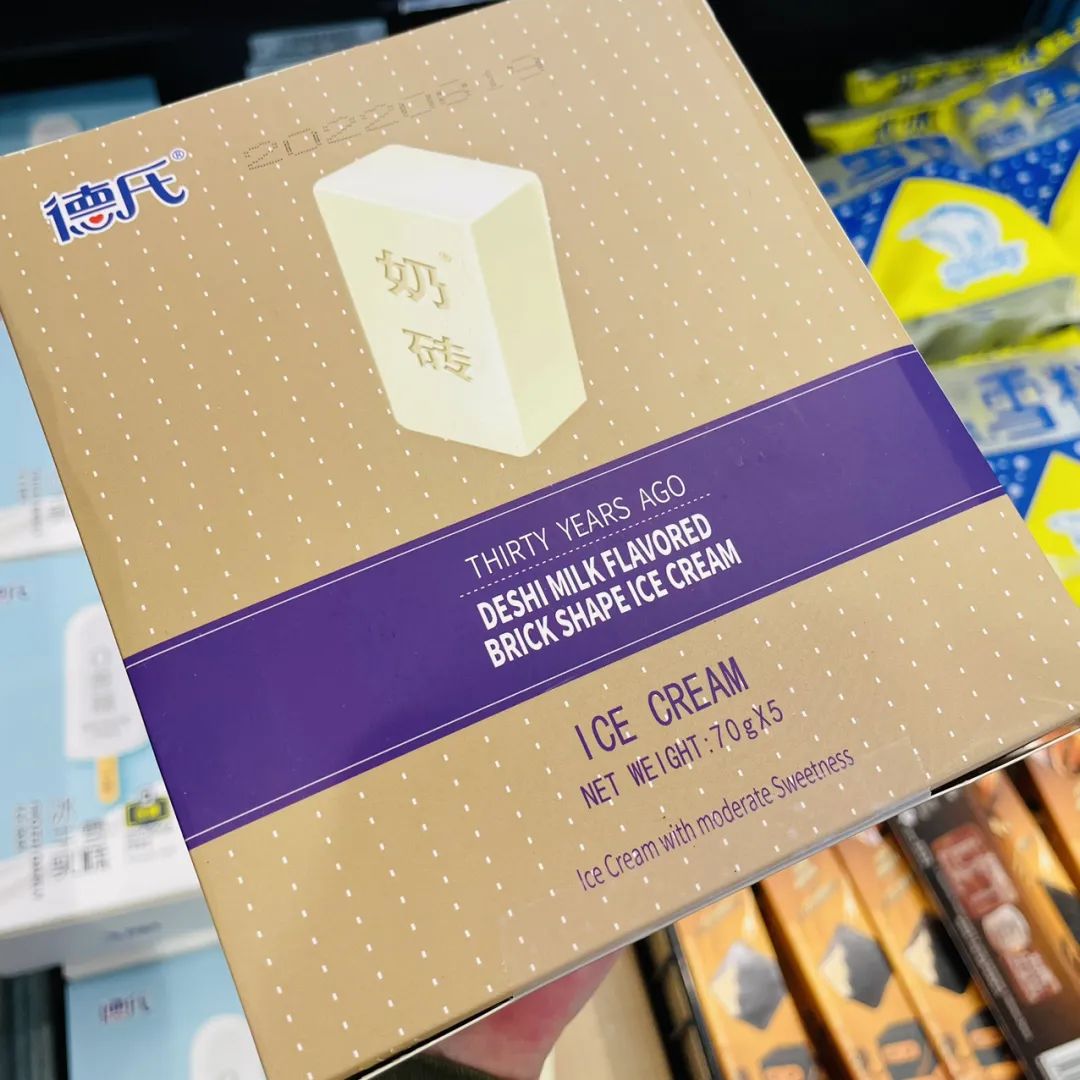 20220619
德氏®
奶®
砖
THIRTY YEARS AGO
DESHI MILK FLAVORED
BRICK SHAPE ICE CREAM
ICE CREAM
NET WEIGHT:70gX5
Ice Cream with moderate Sweetness